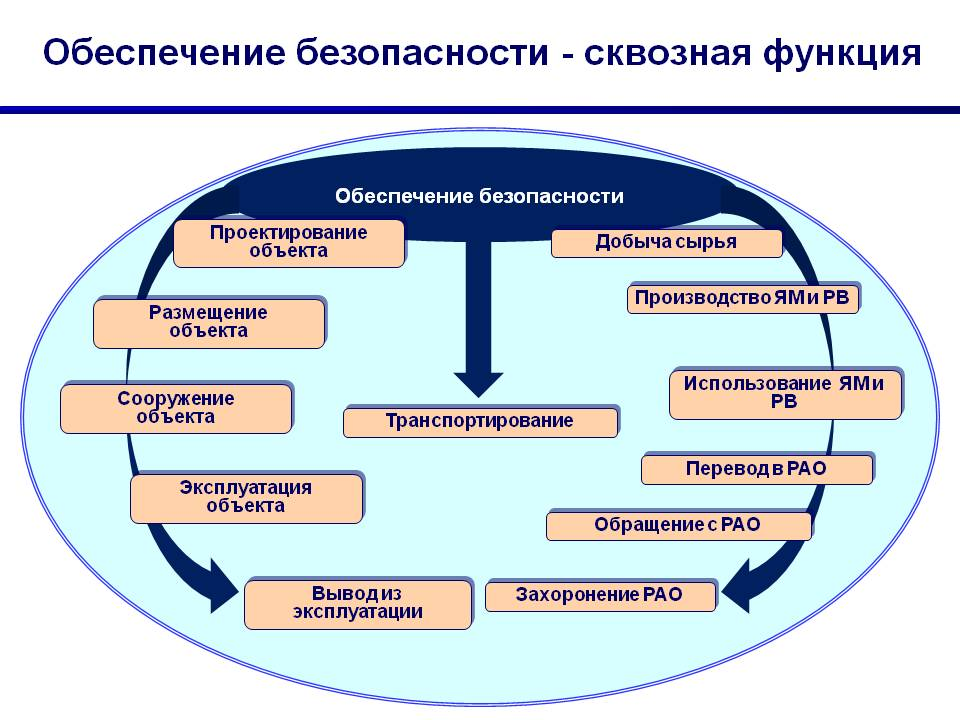 Обеспечение безопасности - сквозная функция
Обеспечение безопасности
Проектирование
объекта
Размещение
объекта
Сооружение
объекта
Эксплуатация
объекта
Вывод из
эксплуатации
Транспортирование
Добыча сырья
Производство ЯМ и РВ
Использование ЯМ и
РВ
Перевод в РАО
Обращение с РАО
Захоронение РАО